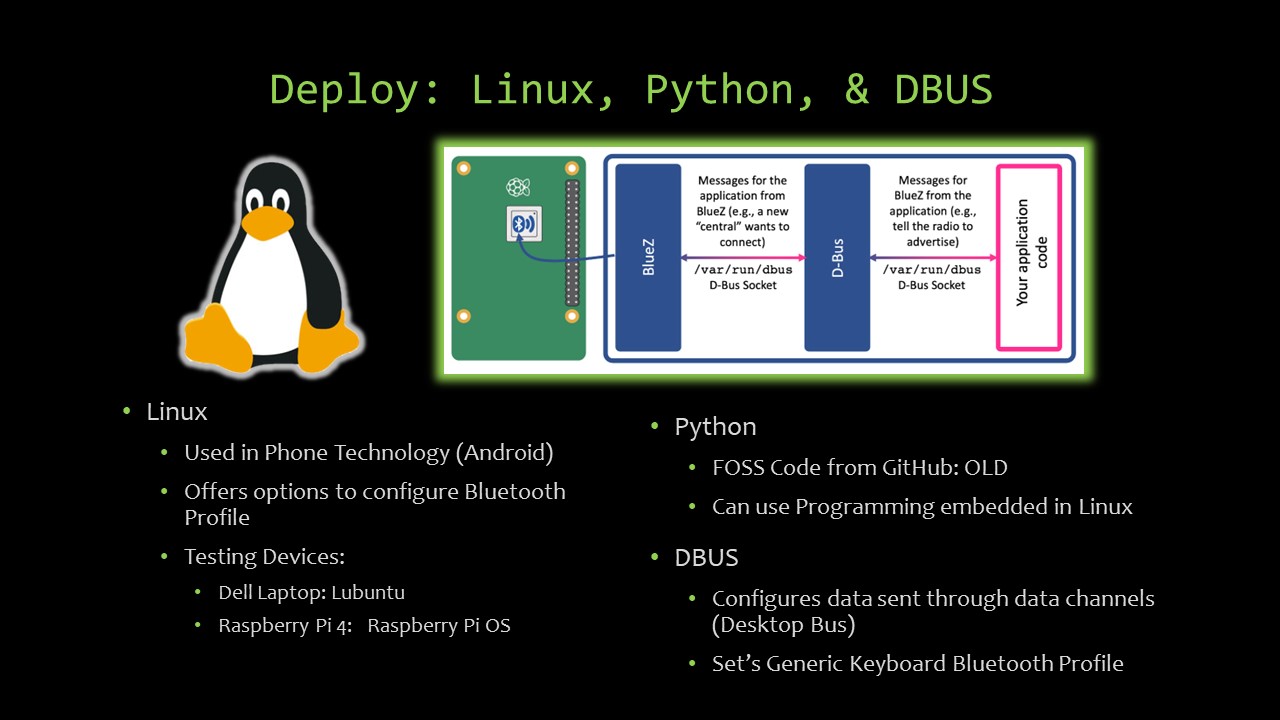 Deploy: Linux, Python, & DBUS
BlueZ
Messages for the
application from
BlueZ (e.g., a new
“central” wants to
connect)
/var/run/dbus
D-Bus Socket
D-Bus
Messages for
BlueZ from the
application (e.g.,
tell the radio to
advertise)
/var/run/dbus
D-Bus Socket
Your application
code
• Linux
• Used in Phone Technology (Android)
• Offers options to configure Bluetooth
Profile
• Testing Devices:
• Dell Laptop: Lubuntu
• Raspberry Pi 4: Raspberry Pi OS
• Python
• FOSS Code from GitHub: OLD
• Can use Programming embedded in Linux
• DBUS
• Configures data sent through data channels
(Desktop Bus)
• Set’s Generic Keyboard Bluetooth Profile